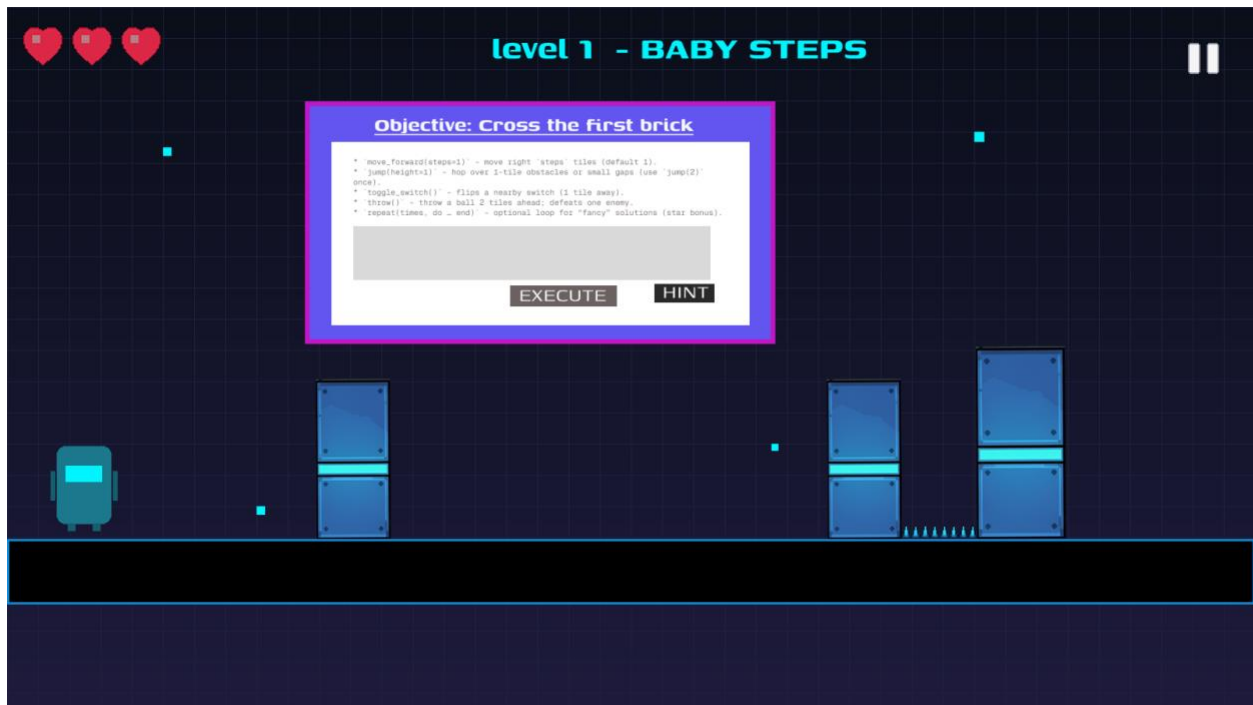 level 1 - BABY STEPS
Objective: Cross the first brick
* `move_forward(steps=1)` - move right `steps` tiles (default 1).
* `jump(height=1)` - hop over 1-tile obstacles or small gaps (use `jump(2)`
once).
* `toggle_switch()` - flips a nearby switch (1 tile away).
* `throw()` - throw a ball 2 tiles ahead; defeats one enemy.
* `repeat(times, do … end)` - optional loop for "fancy" solutions (star bonus).
EXECUTE
HINT